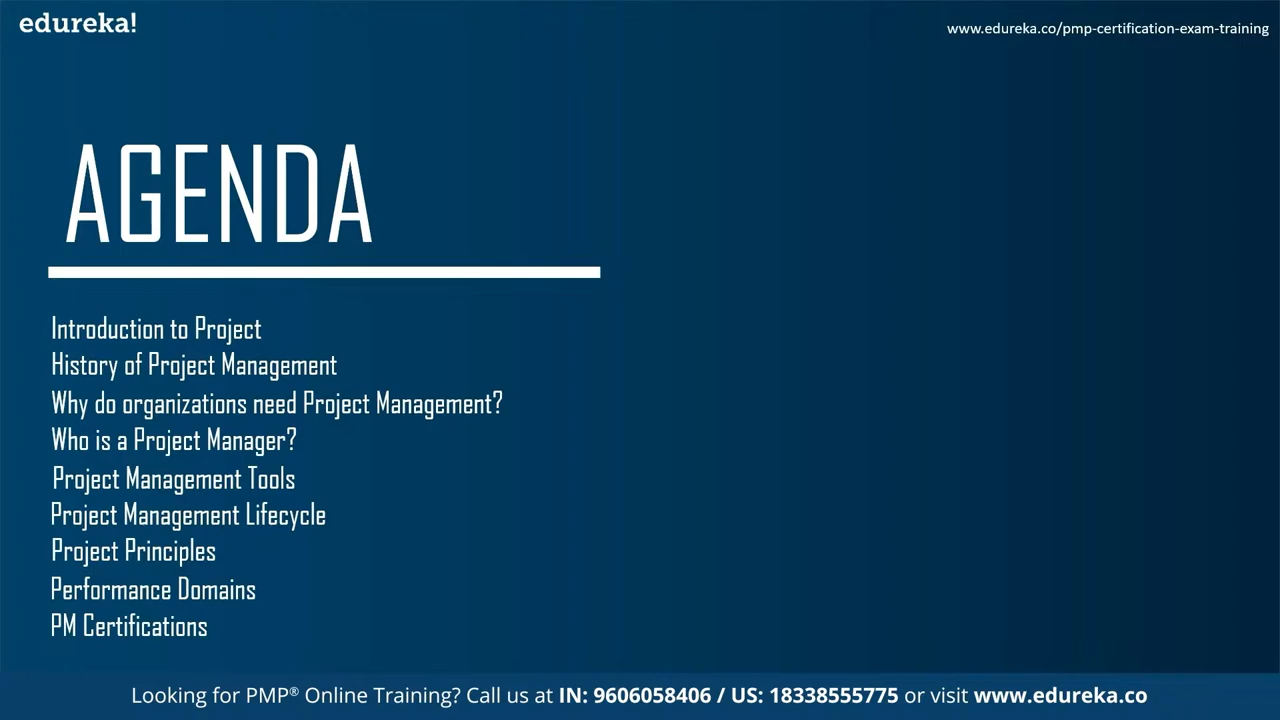 edureka!
www.edureka.co/pmp-certification-exam-training
AGENDA
Introduction to Project
History of Project Management
Why do organizations need Project Management?
Who is a Project Manager?
Project Management Tools
Project Management Lifecycle
Project Principles
Performance Domains
PM Certifications
Looking for PMP® Online Training? Call us at IN: 9606058406 / US: 18338555775 or visit www.edureka.co